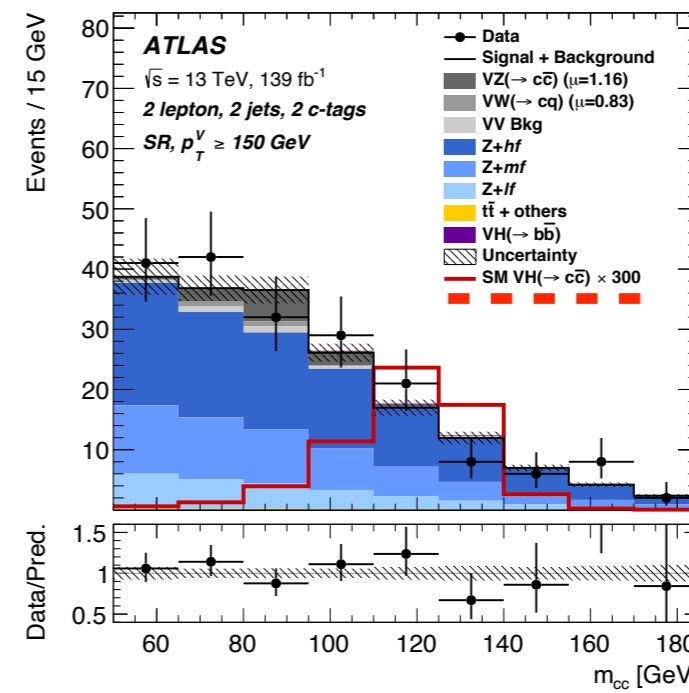 80
70
60
50
40
30
20
10
Events / 15 GeV
ATLAS
√s = 13 TeV, 139 fb⁻¹
2 lepton, 2 jets, 2 c-tags
SR, p_T^V ≥ 150 GeV
Data
Signal + Background
VZ(→ cc̅) (μ=1.16)
VW(→ cq) (μ=0.83)
VV Bkg
Z+hf
Z+mf
Z+lf
tt̅ + others
VH(→ bb̅)
Uncertainty
SM VH(→ cc̅) × 300
1.5
1
0.5
Data/Pred.
60 80 100 120 140 160 180
m_cc [GeV